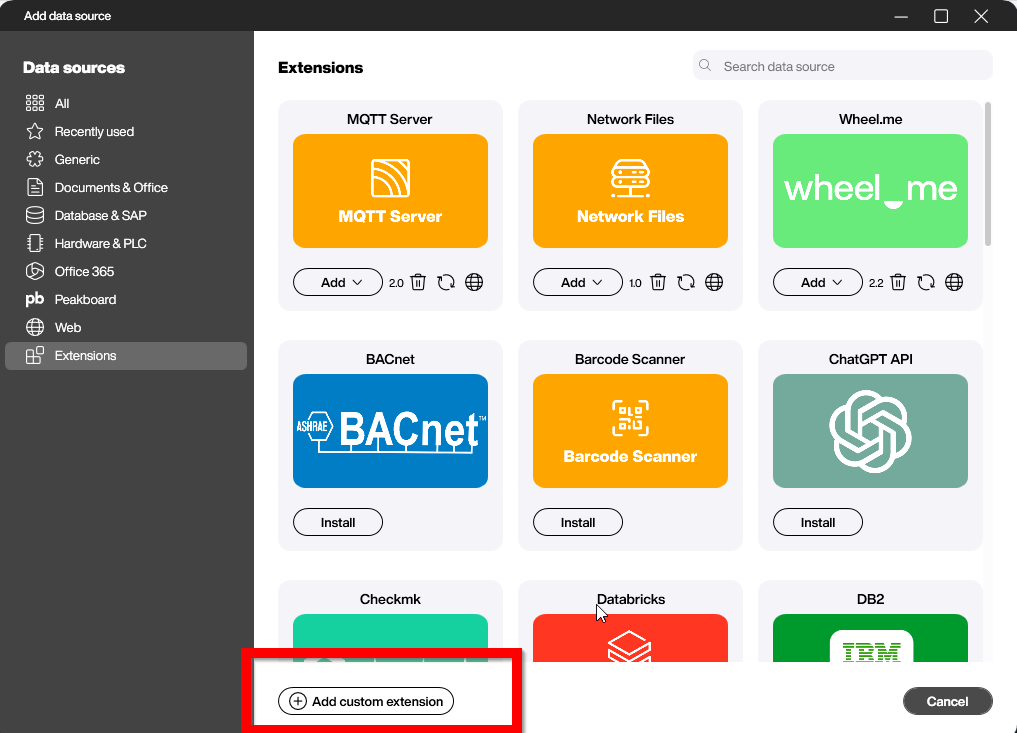 Add data source
Data sources
All
Recently used
Generic
Documents & Office
Database & SAP
Hardware & PLC
Office 365
pb Peakboard
Web
Extensions
Extensions
Search data source
MQTT Server
MQTT Server
Add 2.0
Network Files
Network Files
Add 1.0
Wheel.me
wheel_me
Add 2.2
BACnet
ASHRAE BACnet™
Install
Barcode Scanner
Barcode Scanner
Install
ChatGPT API
Install
Checkmk
Databricks
DB2
IBM
Add custom extension
Cancel